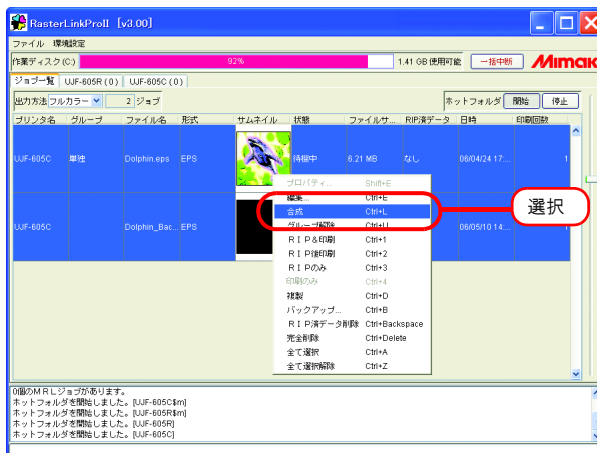 RasterLinkProII [v3.00]
ファイル 環境設定
作業ディスク(C:) 92% 1.41 GB 使用可能 一括中断 Mimaki
ジョブ一覧 UJF-605R ( 0 ) UJF-605C ( 0 )
出力方法 フルカラー 2 ジョブ ホットフォルダ 開始 停止
プリンタ名 グループ ファイル名 形式 サムネイル 状態 ファイルサ... RIP済データ 日時 印刷回数
UJF-605C 単独 Dolphin.eps EPS 待機中 6.21 MB なし 06/04/24 17:... 1
UJF-605C Dolphin_Bac... EPS 06/05/10 14:... 1
プロパティ... Shift+E
編集... Ctrl+E
合成 Ctrl+L
グループ解除 Ctrl+U
ＲＩＰ&印刷 Ctrl+1
ＲＩＰ後印刷 Ctrl+2
ＲＩＰのみ Ctrl+3
印刷のみ Ctrl+4
複製 Ctrl+D
バックアップ... Ctrl+B
ＲＩＰ済データ削除 Ctrl+Backspace
完全削除 Ctrl+Delete
全て選択 Ctrl+A
全て選択解除 Ctrl+Z
選択
0個のＭＲＬジョブがあります。
ホットフォルダを開始しました。[UJF-605C$m]
ホットフォルダを開始しました。[UJF-605R$m]
ホットフォルダを開始しました。[UJF-605R]
ホットフォルダを開始しました。[UJF-605C]